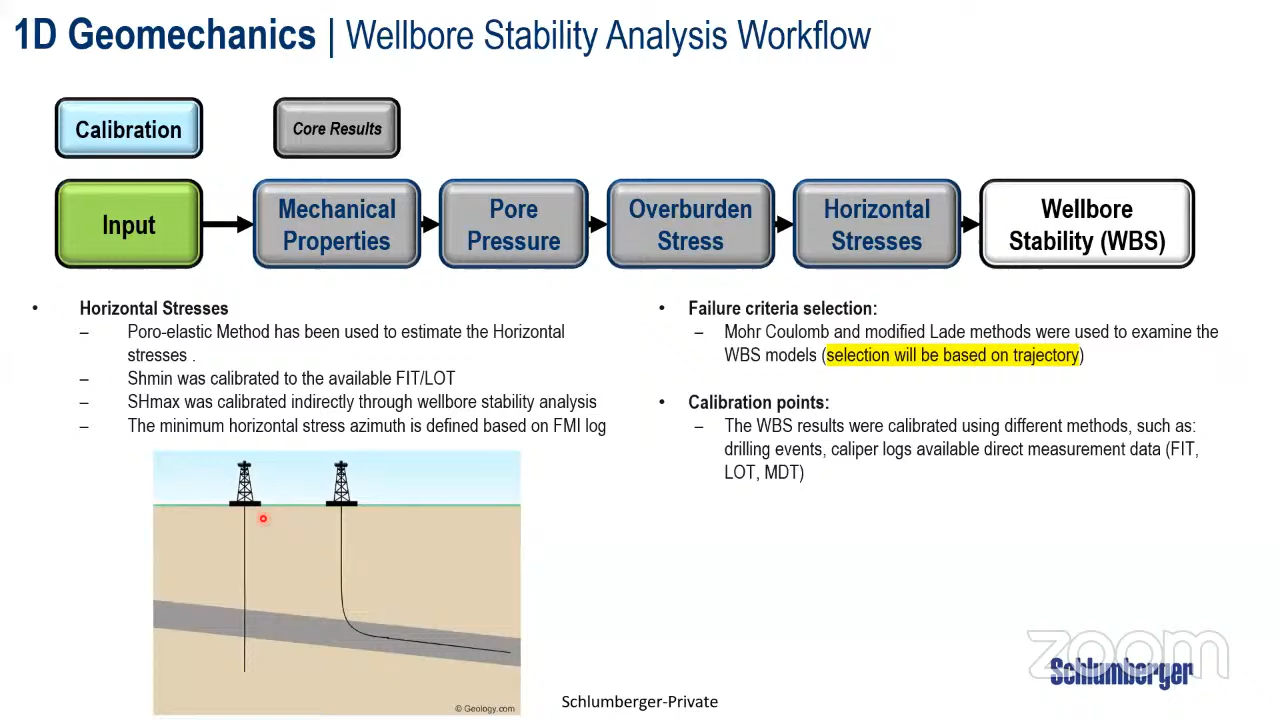 1D Geomechanics | Wellbore Stability Analysis Workflow
Calibration
Core Results
Input
Mechanical
Properties
Pore
Pressure
Overburden
Stress
Horizontal
Stresses
Wellbore
Stability (WBS)
• Horizontal Stresses
– Poro-elastic Method has been used to estimate the Horizontal
stresses .
– Shmin was calibrated to the available FIT/LOT
– SHmax was calibrated indirectly through wellbore stability analysis
– The minimum horizontal stress azimuth is defined based on FMI log
• Failure criteria selection:
– Mohr Coulomb and modified Lade methods were used to examine the
WBS models (selection will be based on trajectory)
• Calibration points:
– The WBS results were calibrated using different methods, such as:
drilling events, caliper logs available direct measurement data (FIT,
LOT, MDT)
© Geology.com
zoom
Schlumberger
Schlumberger-Private